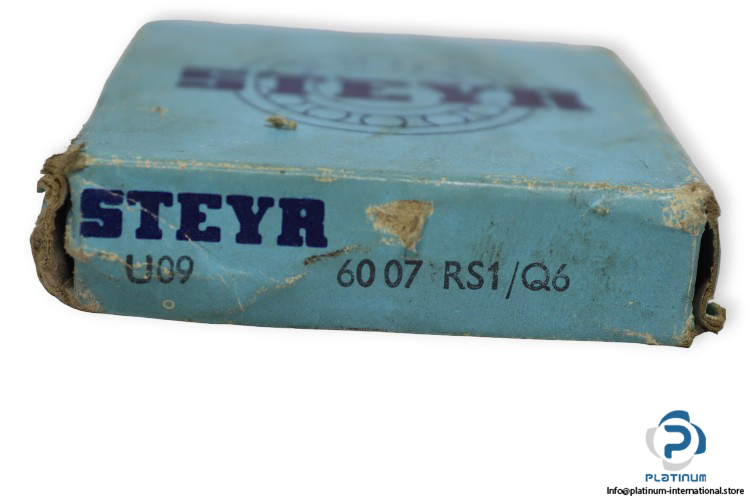 STEYR
STEYR
U09
60 07 RS1/Q6
PLATINUM
Info@platinum-international.store